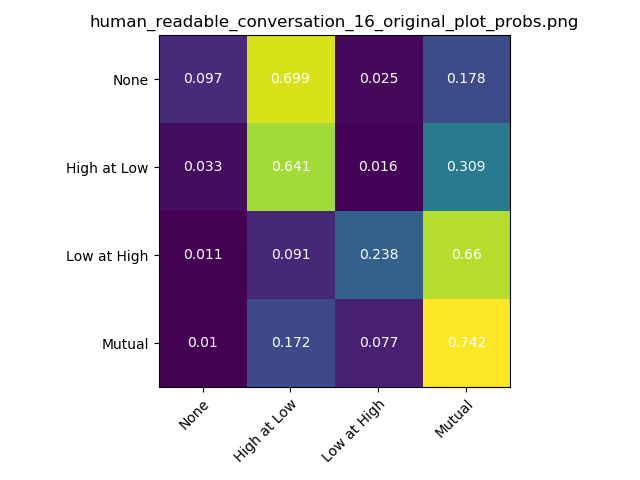 human_readable_conversation_16_original_plot_probs.png
None 0.097 0.699 0.025 0.178
High at Low 0.033 0.641 0.016 0.309
Low at High 0.011 0.091 0.238 0.66
Mutual 0.01 0.172 0.077 0.742
None High at Low Low at High Mutual